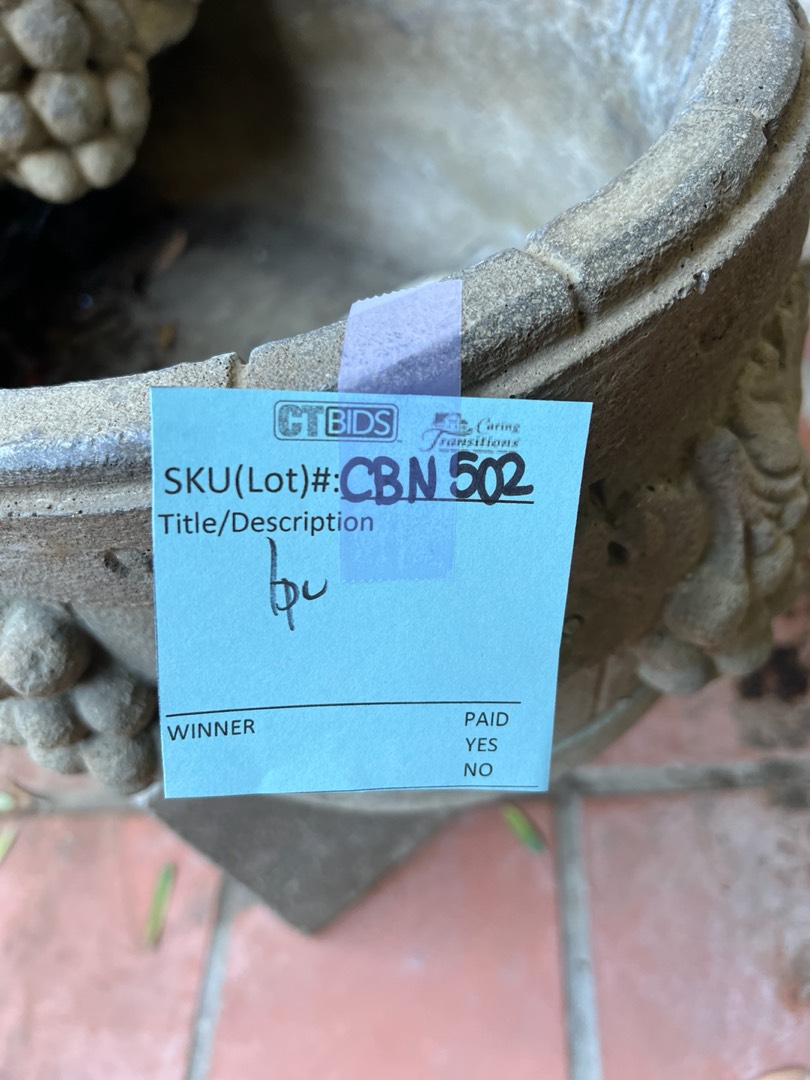 CTBIDS
Caring
Transitions
SKU(Lot)#: CBN 502
Title/Description
WINNER
PAID
YES
NO